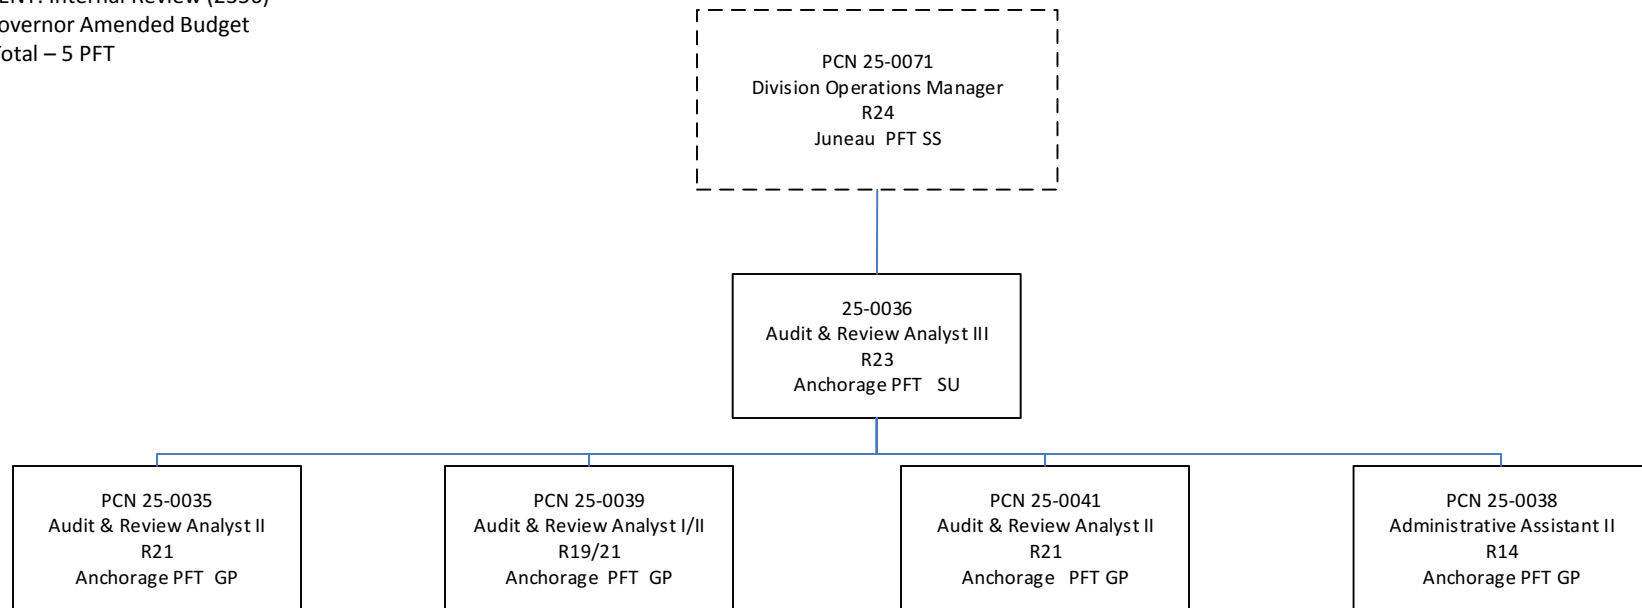 Internal Review
Governor Amended Budget
Total – 5 PFT
PCN 25-0071
Division Operations Manager
R24
Juneau PFT SS
25-0036
Audit & Review Analyst III
R23
Anchorage PFT SU
PCN 25-0035
Audit & Review Analyst II
R21
Anchorage PFT GP
PCN 25-0039
Audit & Review Analyst I/II
R19/21
Anchorage PFT GP
PCN 25-0041
Audit & Review Analyst II
R21
Anchorage PFT GP
PCN 25-0038
Administrative Assistant II
R14
Anchorage PFT GP